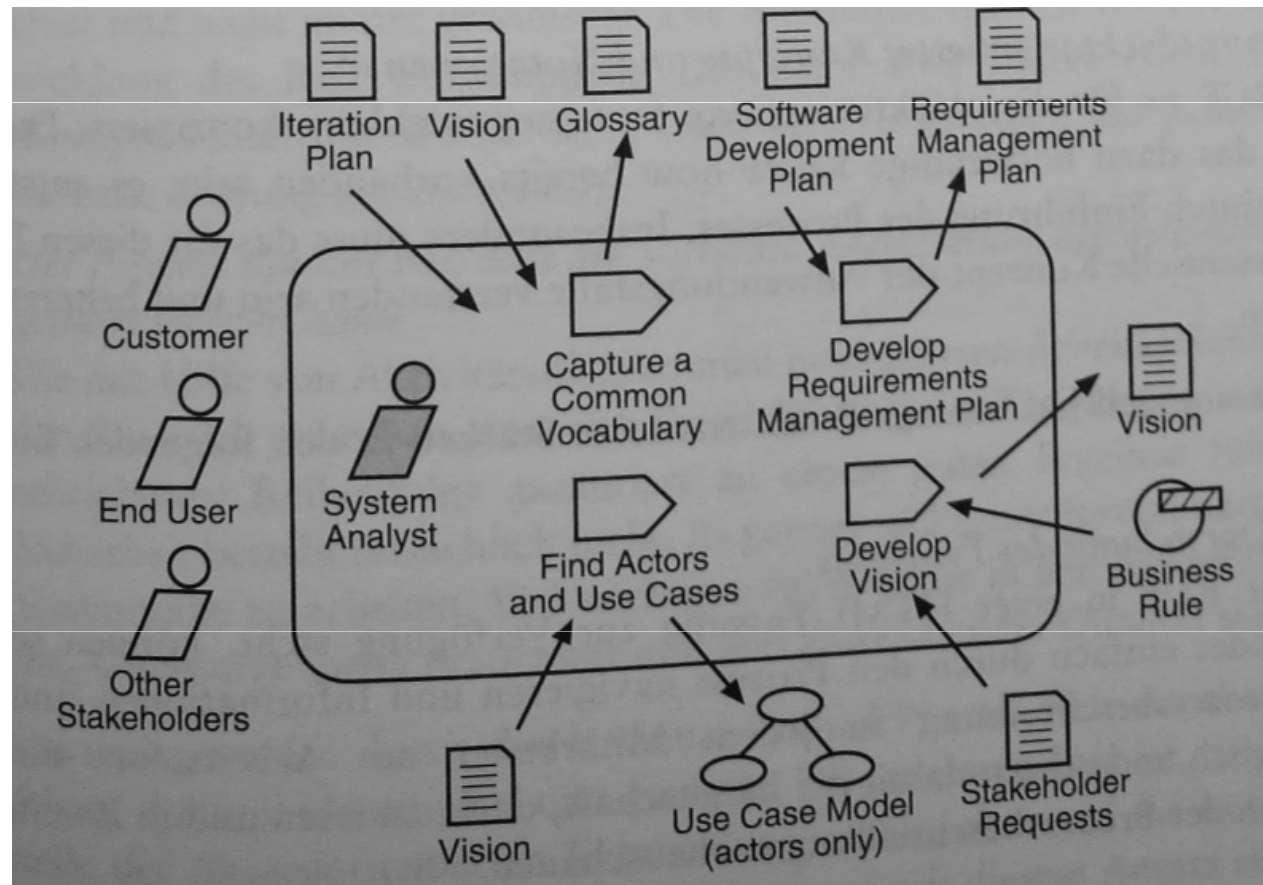 Iteration
Plan
Vision
Glossary
Software
Development
Plan
Requirements
Management
Plan
Customer
End User
Other
Stakeholders
System
Analyst
Capture a
Common
Vocabulary
Develop
Requirements
Management Plan
Find Actors
and Use Cases
Develop
Vision
Vision
Business
Rule
Vision
Use Case Model
(actors only)
Stakeholder
Requests